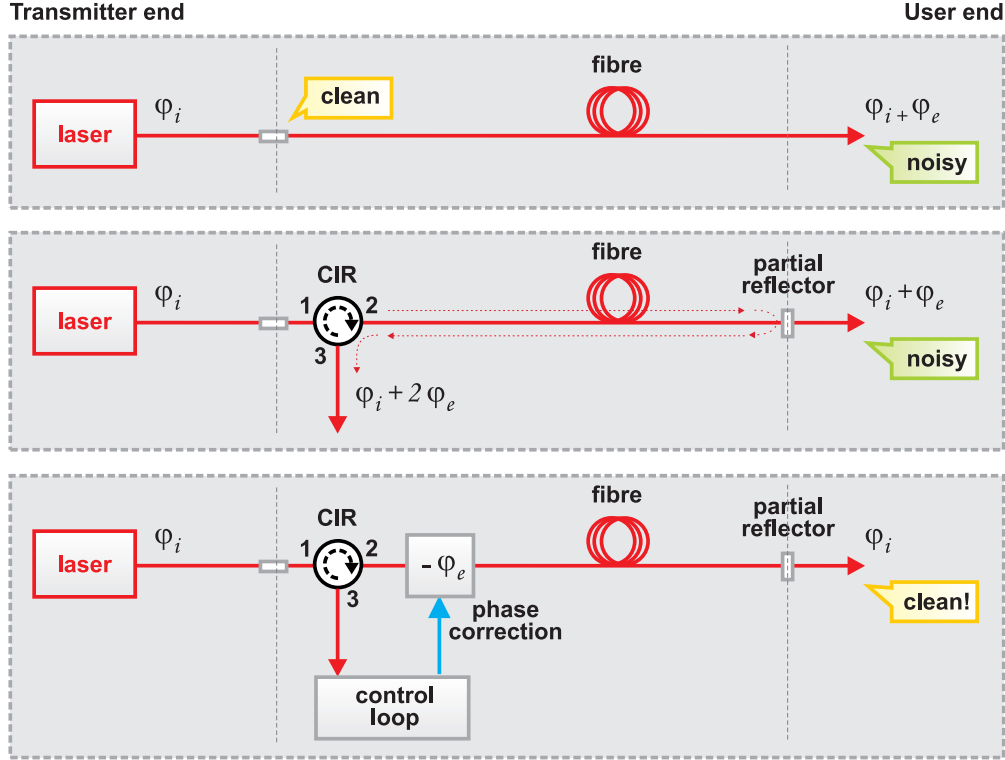 Transmitter end
User end
fibre
clean
φi
φi + φe
laser
noisy
fibre
partial
reflector
CIR
φi
1
2
φi + φe
laser
3
noisy
φi + 2 φe
fibre
partial
reflector
CIR
φi
1
2
φi
laser
- φe
3
clean!
phase
correction
control
loop